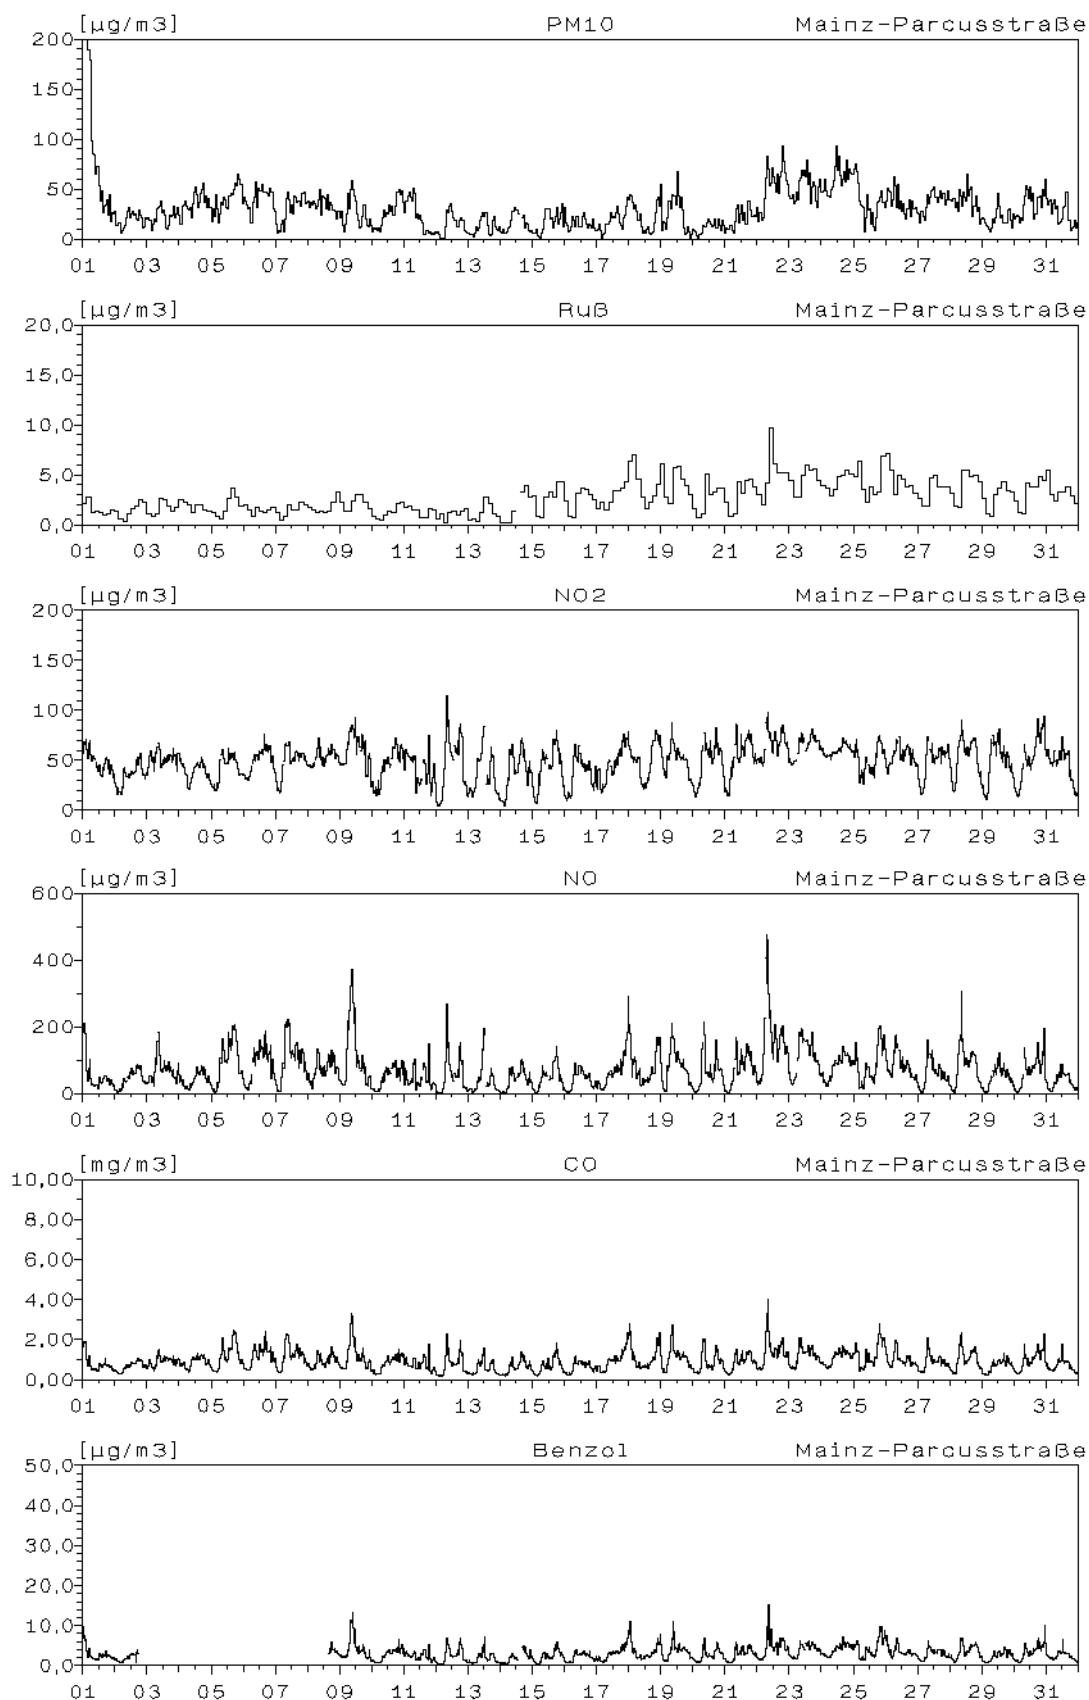 [µg/m3] PM10 Mainz-Parcusstraße
200
150
100
50
0
01 03 05 07 09 11 13 15 17 19 21 23 25 27 29 31
[µg/m3] Ruß Mainz-Parcusstraße
20,0
15,0
10,0
5,0
0,0
01 03 05 07 09 11 13 15 17 19 21 23 25 27 29 31
[µg/m3] NO2 Mainz-Parcusstraße
200
150
100
50
0
01 03 05 07 09 11 13 15 17 19 21 23 25 27 29 31
[µg/m3] NO Mainz-Parcusstraße
600
400
200
0
01 03 05 07 09 11 13 15 17 19 21 23 25 27 29 31
[mg/m3] CO Mainz-Parcusstraße
10,00
8,00
6,00
4,00
2,00
0,00
01 03 05 07 09 11 13 15 17 19 21 23 25 27 29 31
[µg/m3] Benzol Mainz-Parcusstraße
50,0
40,0
30,0
20,0
10,0
0,0
01 03 05 07 09 11 13 15 17 19 21 23 25 27 29 31